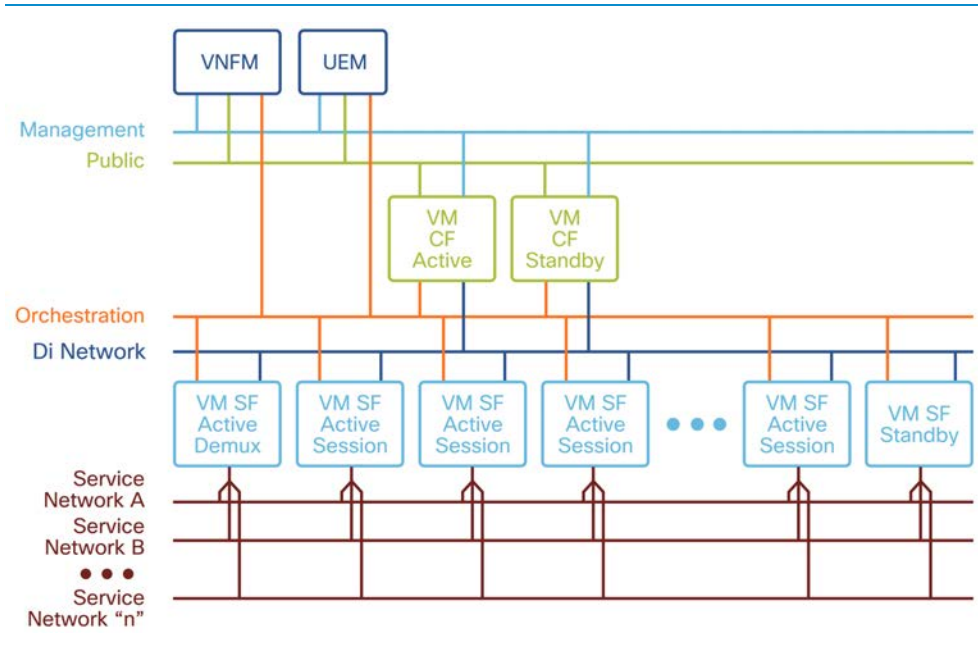 VNFM
UEM
Management
Public
VM
CF
Active
VM
CF
Standby
Orchestration
Di Network
VM SF
Active
Demux
VM SF
Active
Session
VM SF
Active
Session
VM SF
Active
Session
VM SF
Active
Session
VM SF
Standby
Service
Network A
Service
Network B
Service
Network “n”